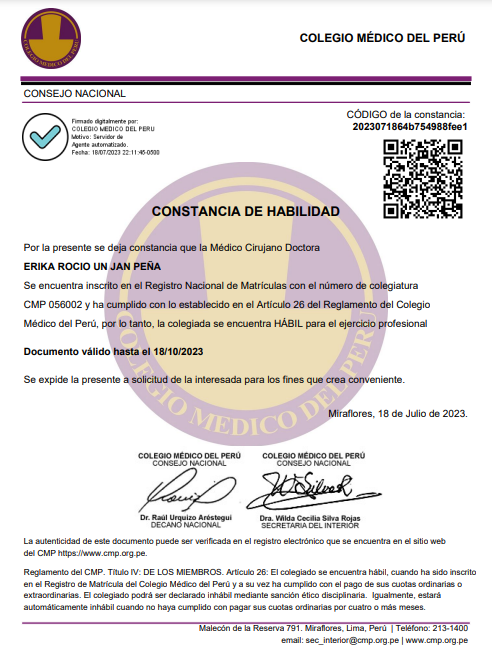 COLEGIO MÉDICO DEL PERÚ
COLEGIO MEDICO DEL PERU
CONSEJO NACIONAL
Firmado digitalmente por:
COLEGIO MEDICO DEL PERU
Motivo: Servidor de
Agente automatizado.
Fecha: 18/07/2023 22:11:45-0500
CÓDIGO de la constancia:
2023071864b754988fee1
CONSTANCIA DE HABILIDAD
Por la presente se deja constancia que la Médico Cirujano Doctora
ERIKA ROCIO UN JAN PEÑA
Se encuentra inscrito en el Registro Nacional de Matrículas con el número de colegiatura
CMP 056002 y ha cumplido con lo establecido en el Artículo 26 del Reglamento del Colegio
Médico del Perú, por lo tanto, la colegiada se encuentra HÁBIL para el ejercicio profesional
Documento válido hasta el 18/10/2023
Se expide la presente a solicitud de la interesada para los fines que crea conveniente.
COLEGIO MEDICO DEL PERU
Miraflores, 18 de Julio de 2023.
COLEGIO MÉDICO DEL PERÚ
CONSEJO NACIONAL
Dr. Raúl Urquizo Aréstegui
DECANO NACIONAL
COLEGIO MÉDICO DEL PERÚ
CONSEJO NACIONAL
Dra. Wilda Cecilia Silva Rojas
SECRETARIA DEL INTERIOR
La autenticidad de este documento puede ser verificada en el registro electrónico que se encuentra en el sitio web
del CMP https://www.cmp.org.pe.
Reglamento del CMP. Título IV: DE LOS MIEMBROS. Artículo 26: El colegiado se encuentra hábil, cuando ha sido inscrito
en el Registro de Matrícula del Colegio Médico del Perú y a su vez ha cumplido con el pago de sus cuotas ordinarias o
extraordinarias. El colegiado podrá ser declarado inhábil mediante sanción ética disciplinaria. Igualmente, estará
automáticamente inhábil cuando no haya cumplido con pagar sus cuotas ordinarias por cuatro o más meses.
Malecón de la Reserva 791. Miraflores, Lima, Perú | Teléfono: 213-1400
email: sec_interior@cmp.org.pe | www.cmp.org.pe